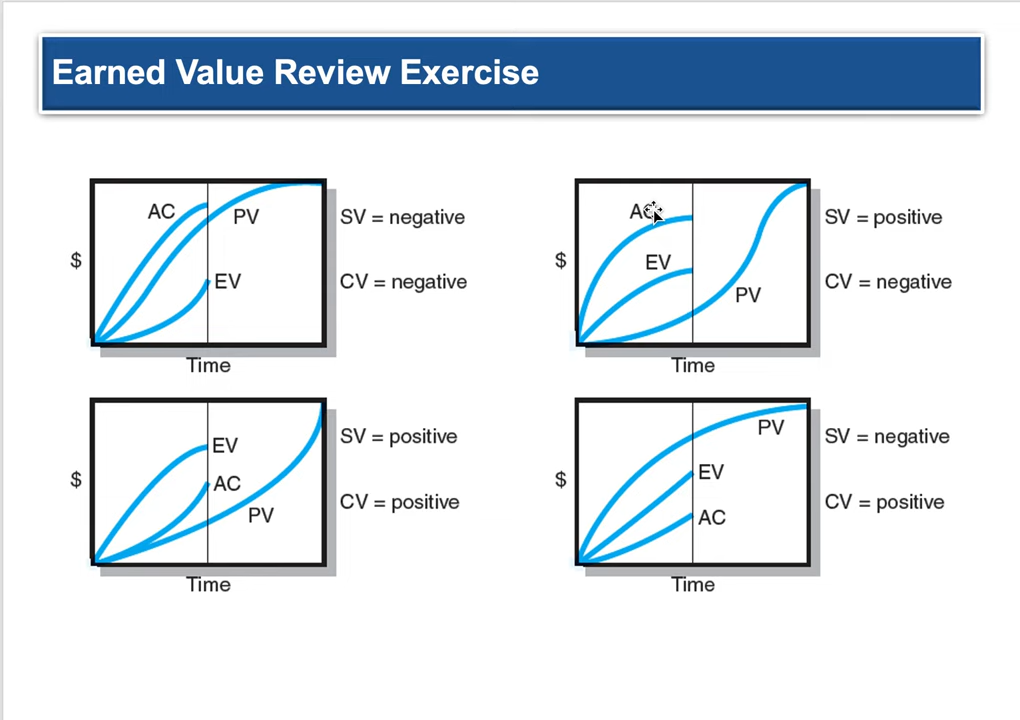 Earned Value Review Exercise
AC
PV
EV
$
Time
SV = negative
CV = negative
AC
EV
PV
$
Time
SV = positive
CV = negative
EV
AC
PV
$
Time
SV = positive
CV = positive
PV
EV
AC
$
Time
SV = negative
CV = positive